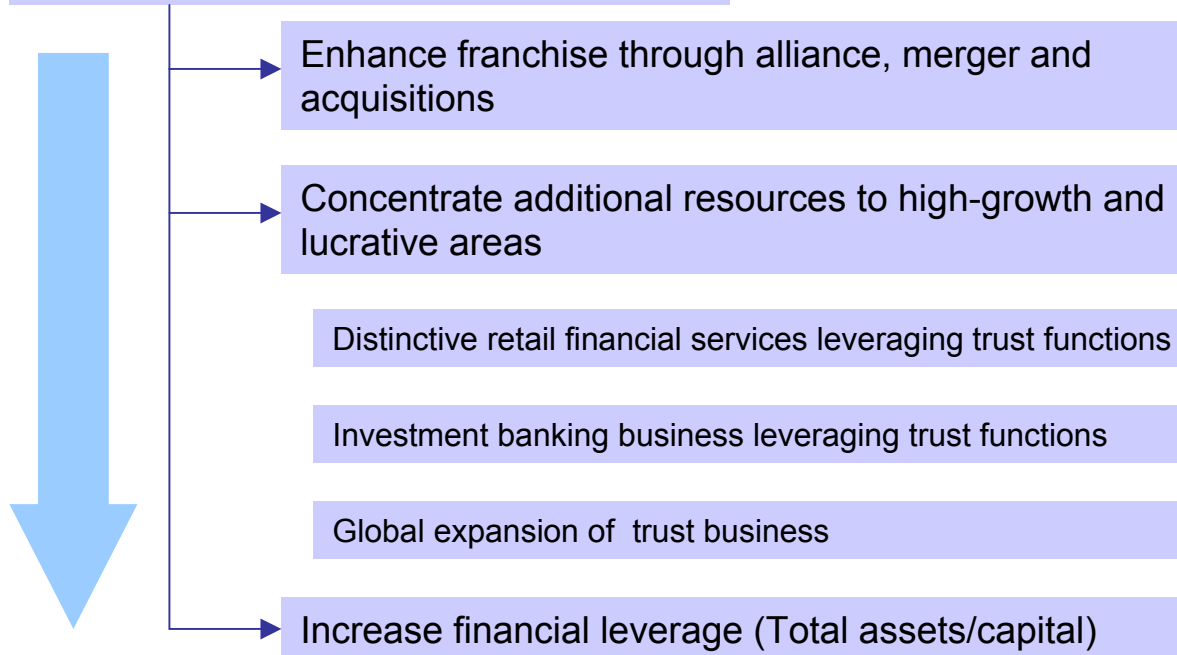 Enhance franchise through alliance, merger and
acquisitions
Concentrate additional resources to high-growth and
lucrative areas
Distinctive retail financial services leveraging trust functions
Investment banking business leveraging trust functions
Global expansion of  trust business
Increase financial leverage (Total assets/capital)